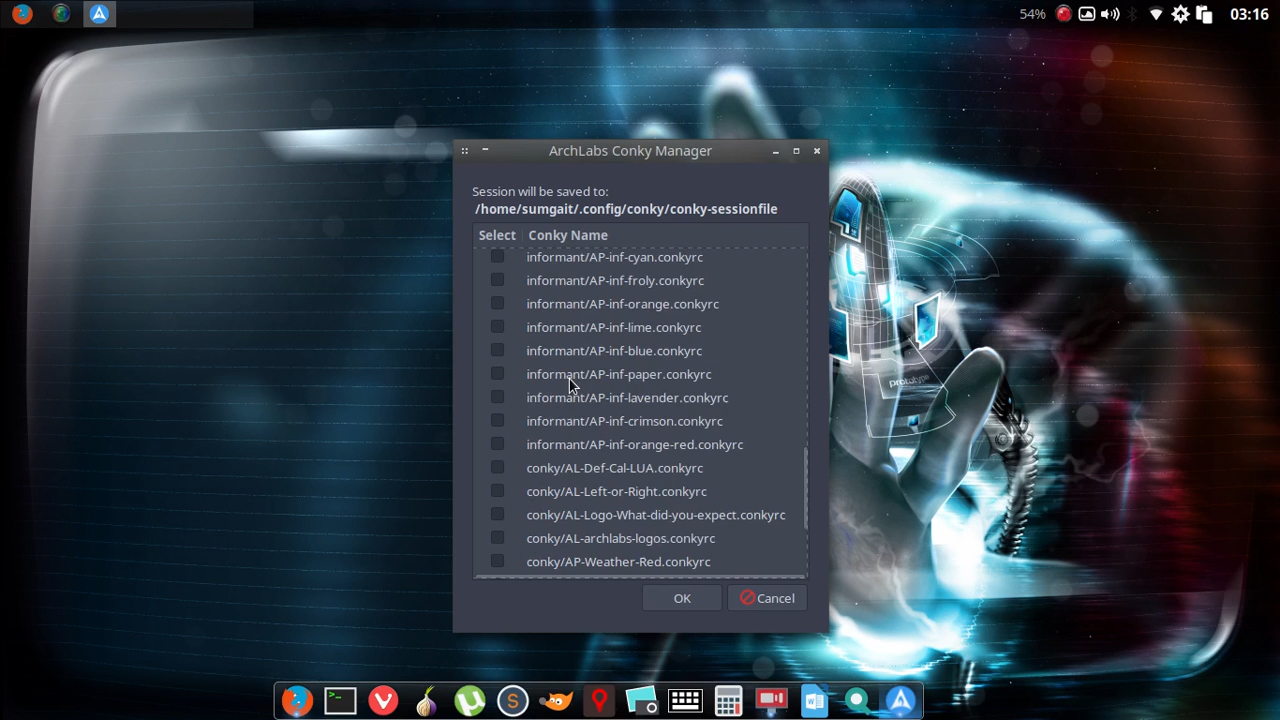 54%
03:16
ArchLabs Conky Manager
Session will be saved to:
/home/sumgait/.config/conky/conky-sessionfile
Select Conky Name
informant/AP-inf-cyan.conkyrc
informant/AP-inf-froly.conkyrc
informant/AP-inf-orange.conkyrc
informant/AP-inf-lime.conkyrc
informant/AP-inf-blue.conkyrc
informant/AP-inf-paper.conkyrc
informant/AP-inf-lavender.conkyrc
informant/AP-inf-crimson.conkyrc
informant/AP-inf-orange-red.conkyrc
conky/AL-Def-Cal-LUA.conkyrc
conky/AL-Left-or-Right.conkyrc
conky/AL-Logo-What-did-you-expect.conkyrc
conky/AL-archlabs-logos.conkyrc
conky/AP-Weather-Red.conkyrc
OK Cancel
prototype